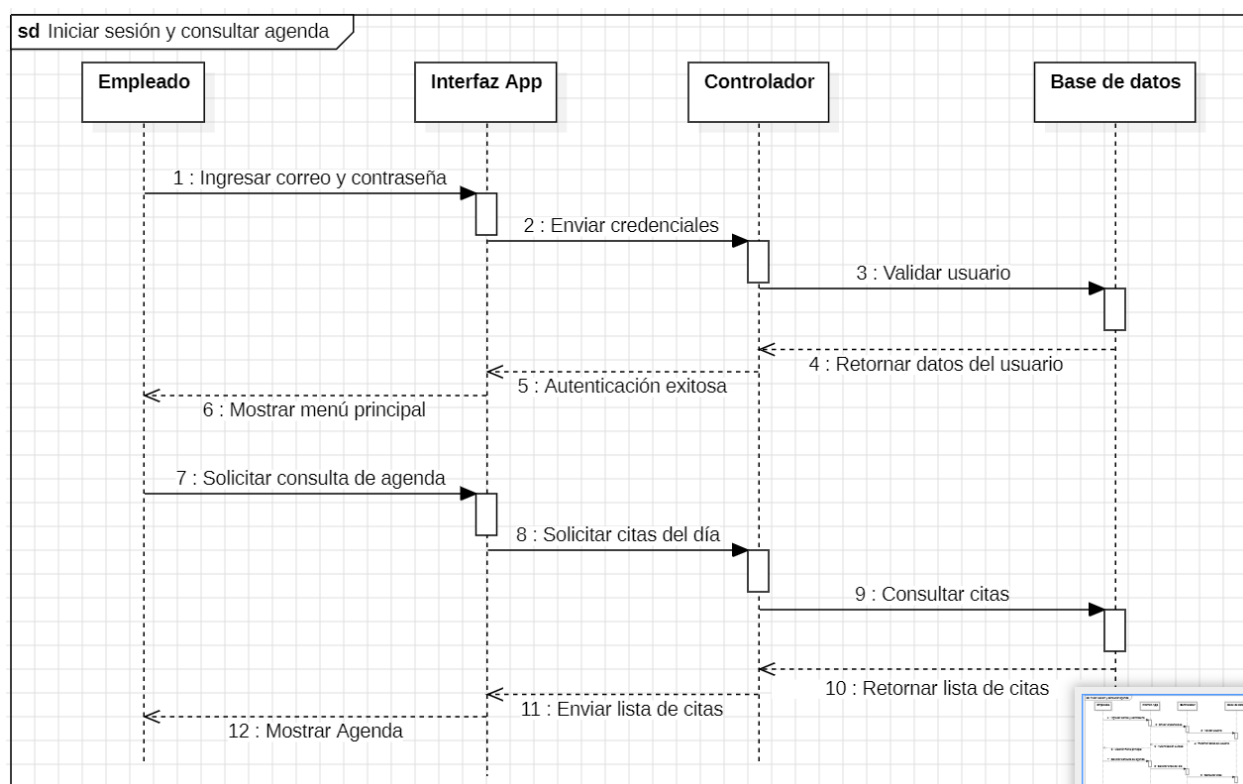 sd Iniciar sesión y consultar agenda
Empleado
Interfaz App
Controlador
Base de datos
1 : Ingresar correo y contraseña
2 : Enviar credenciales
3 : Validar usuario
4 : Retornar datos del usuario
5 : Autenticación exitosa
6 : Mostrar menú principal
7 : Solicitar consulta de agenda
8 : Solicitar citas del día
9 : Consultar citas
10 : Retornar lista de citas
11 : Enviar lista de citas
12 : Mostrar Agenda